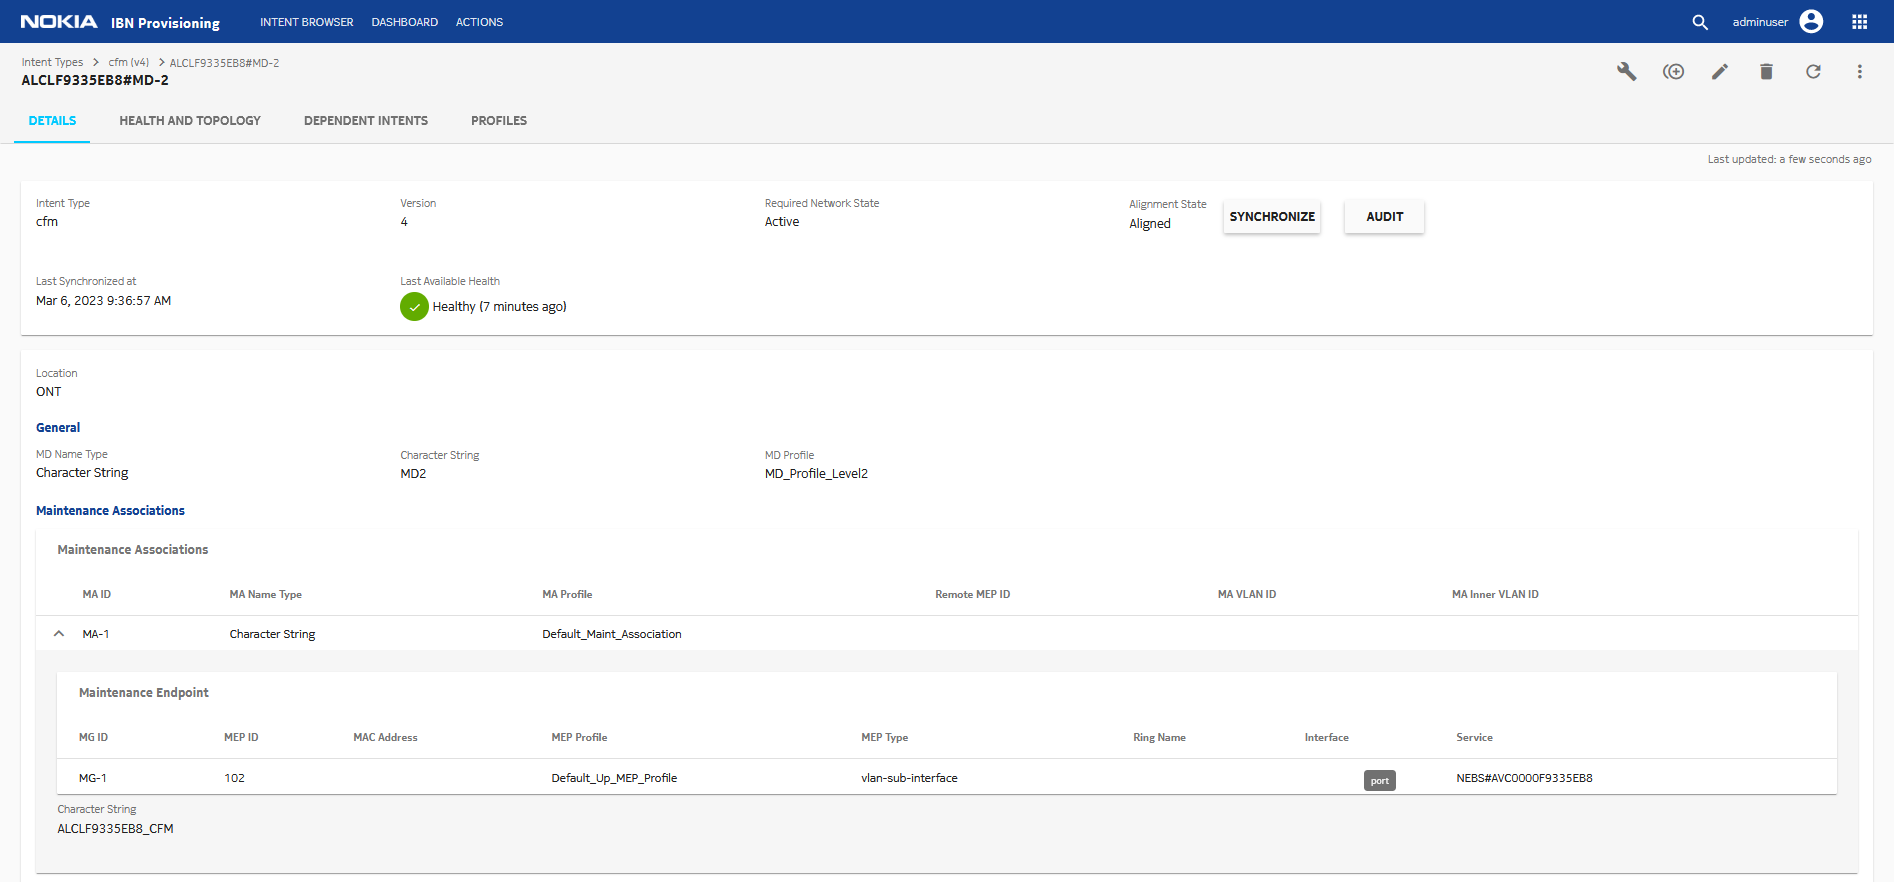 NOKIA IBN Provisioning INTENT BROWSER DASHBOARD ACTIONS adminuser
Intent Types > cfm (v4) > ALCLF9335EB8#MD-2
ALCLF9335EB8#MD-2
DETAILS HEALTH AND TOPOLOGY DEPENDENT INTENTS PROFILES
Last updated: a few seconds ago
Intent Type Version Required Network State Alignment State
cfm 4 Active Aligned SYNCHRONIZE AUDIT
Last Synchronized at Last Available Health
Mar 6, 2023 9:36:57 AM Healthy (7 minutes ago)
Location
ONT
General
MD Name Type Character String MD Profile
Character String MD2 MD_Profile_Level2
Maintenance Associations
Maintenance Associations
MA ID MA Name Type MA Profile Remote MEP ID MA VLAN ID MA Inner VLAN ID
MA-1 Character String Default_Maint_Association
Maintenance Endpoint
MG ID MEP ID MAC Address MEP Profile MEP Type Ring Name Interface Service
MG-1 102 Default_Up_MEP_Profile vlan-sub-interface port NEBS#AVC0000F9335EB8
Character String
ALCLF9335EB8_CFM